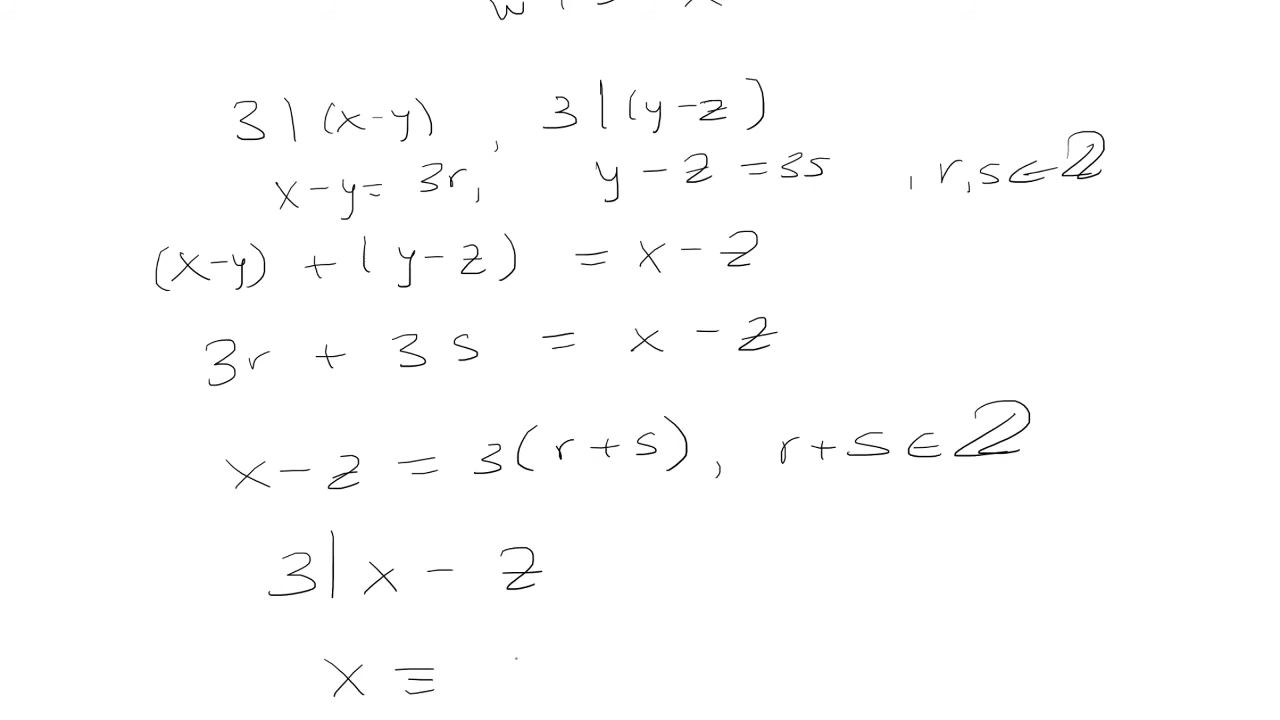 3|(x-y), 3|(y-z)
x-y= 3r, y-z=3s, r,s∈ℤ
(x-y)+(y-z) = x-z
3r + 3s = x-z
x-z = 3(r+s), r+s∈ℤ
3|x-z
x≡